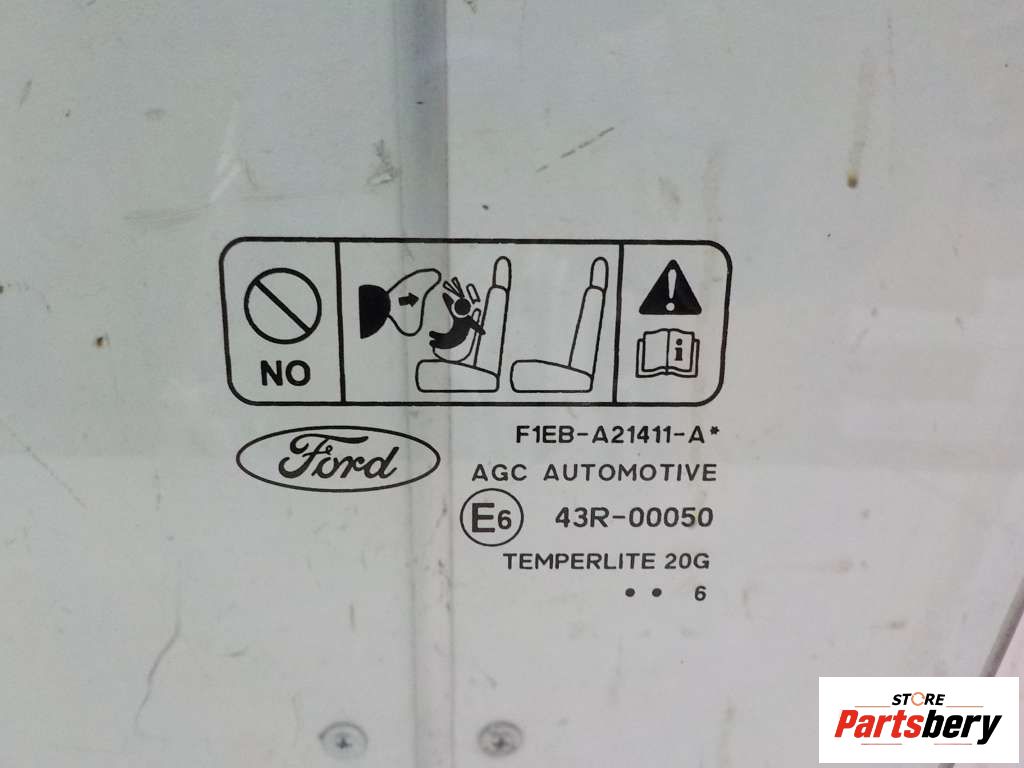 NO
i
Ford
F1EB-A21411-A*
AGC AUTOMOTIVE
E6 43R-00050
TEMPERLITE 20G
• • 6
STORE
Partsbery